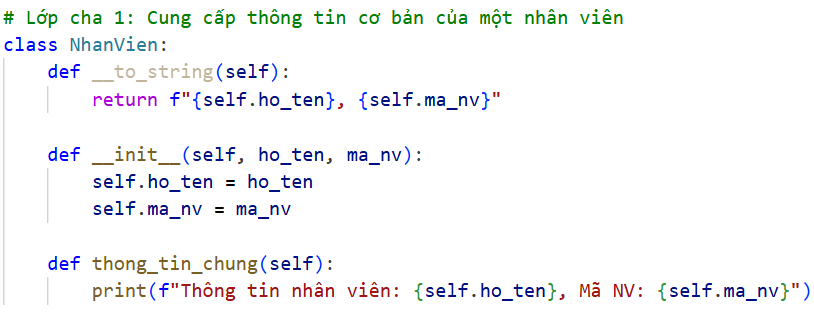 # Lớp cha 1: Cung cấp thông tin cơ bản của một nhân viên
class NhanVien:
    def __to_string(self):
        return f"{self.ho_ten}, {self.ma_nv}"

    def __init__(self, ho_ten, ma_nv):
        self.ho_ten = ho_ten
        self.ma_nv = ma_nv

    def thong_tin_chung(self):
        print(f"Thông tin nhân viên: {self.ho_ten}, Mã NV: {self.ma_nv}")